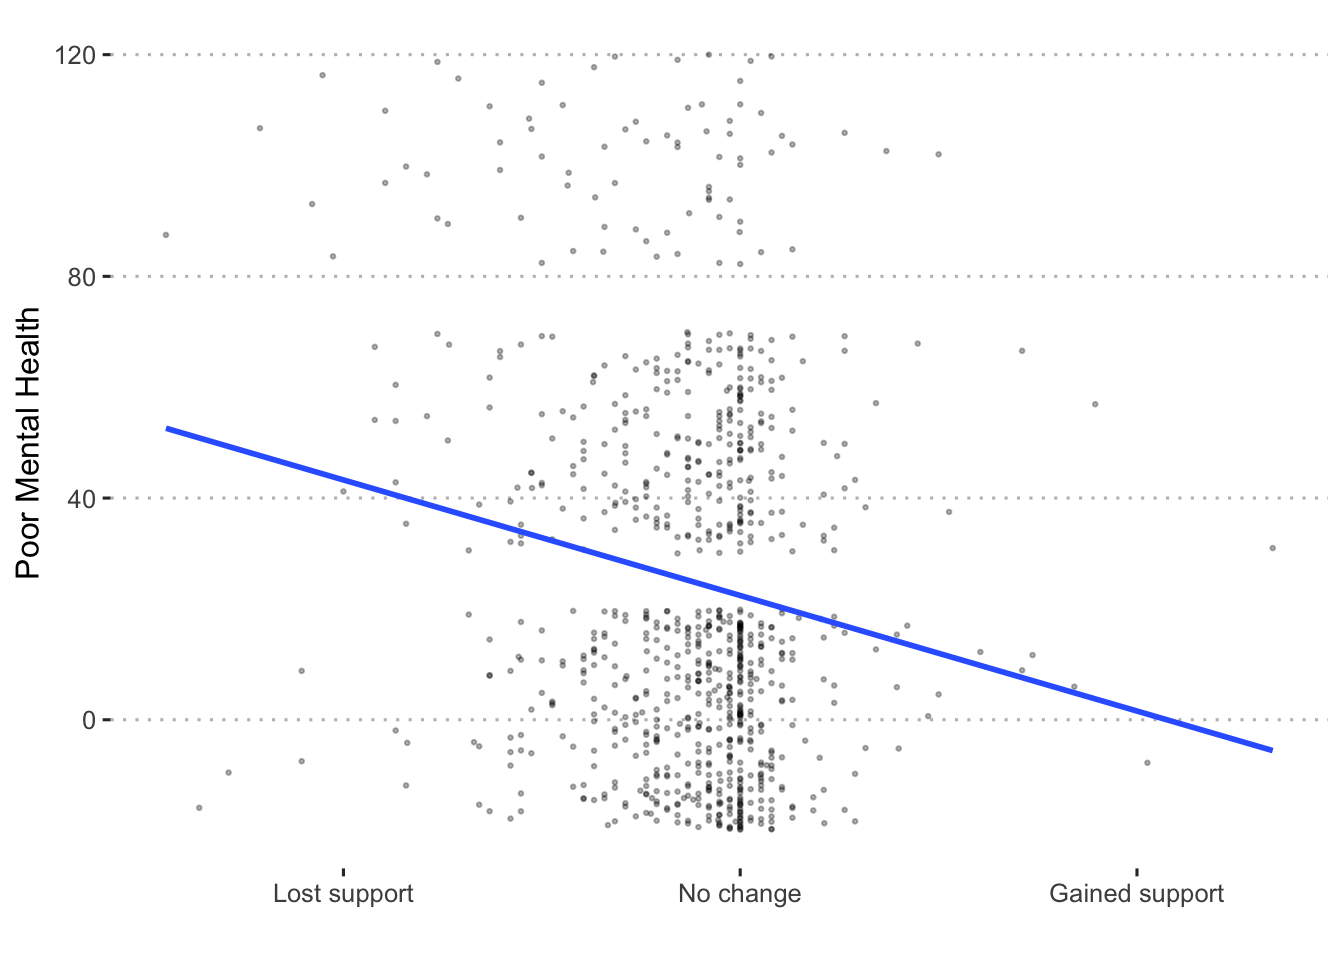 120
80
40
0
Poor Mental Health
Lost support
No change
Gained support